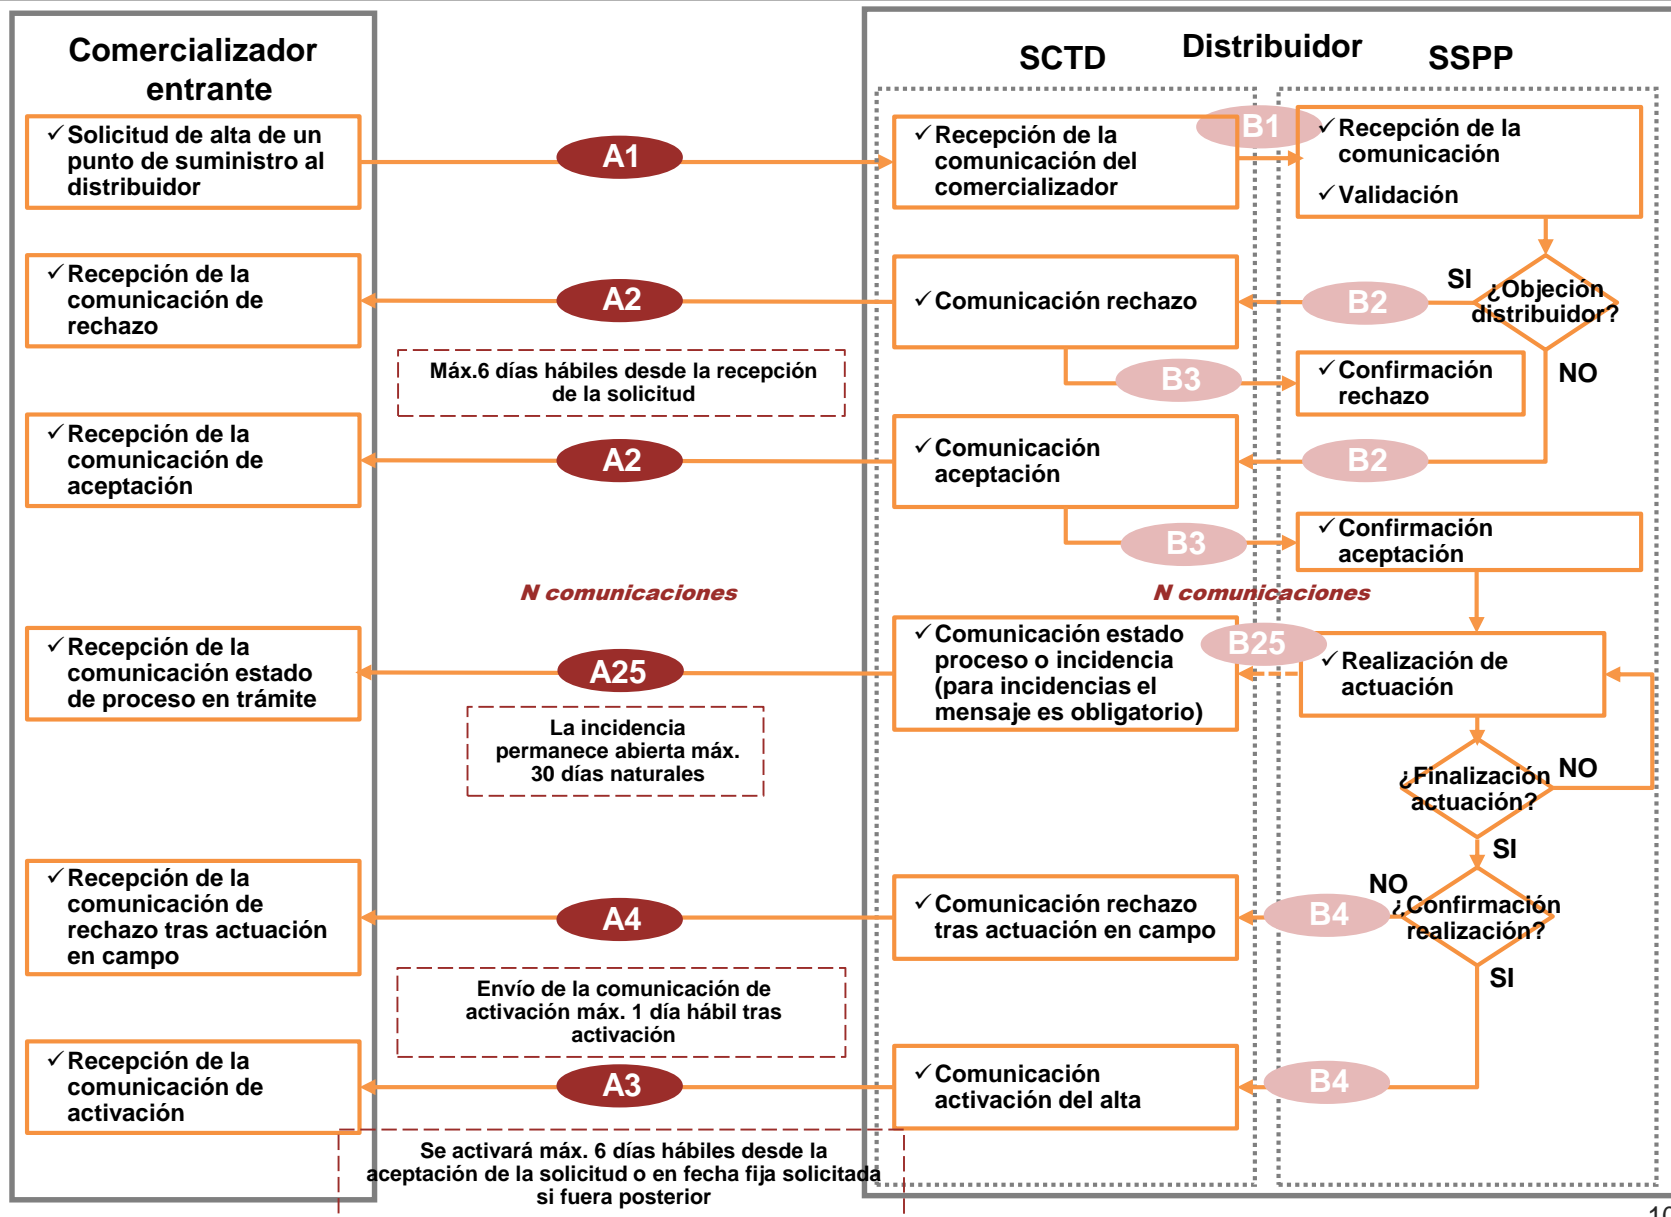 Comercializador
entrante
SCTD
Distribuidor
SSPP
✓Solicitud de alta de un
punto de suministro al
distribuidor
A1
✓Recepción de la
comunicación del
comercializador
B1
✓Recepción de la
comunicación
✓Validación
✓Recepción de la
comunicación de
rechazo
A2
✓Comunicación rechazo
B2
SI
¿Objeción
distribuidor?
NO
Máx.6 días hábiles desde la recepción
de la solicitud
B3
✓Confirmación
rechazo
✓Recepción de la
comunicación de
aceptación
A2
✓Comunicación
aceptación
B2
B3
✓Confirmación
aceptación
N comunicaciones
N comunicaciones
✓Recepción de la
comunicación estado
de proceso en trámite
A25
✓Comunicación estado
proceso o incidencia
(para incidencias el
mensaje es obligatorio)
B25
✓Realización de
actuación
La incidencia
permanece abierta máx.
30 días naturales
¿Finalización
actuación?
NO
SI
✓Recepción de la
comunicación de
rechazo tras actuación
en campo
A4
✓Comunicación rechazo
tras actuación en campo
B4
NO
¿Confirmación
realización?
SI
Envío de la comunicación de
activación máx. 1 día hábil tras
activación
✓Recepción de la
comunicación de
activación
A3
✓Comunicación
activación del alta
B4
Se activará máx. 6 días hábiles desde la
aceptación de la solicitud o en fecha fija solicitada
si fuera posterior